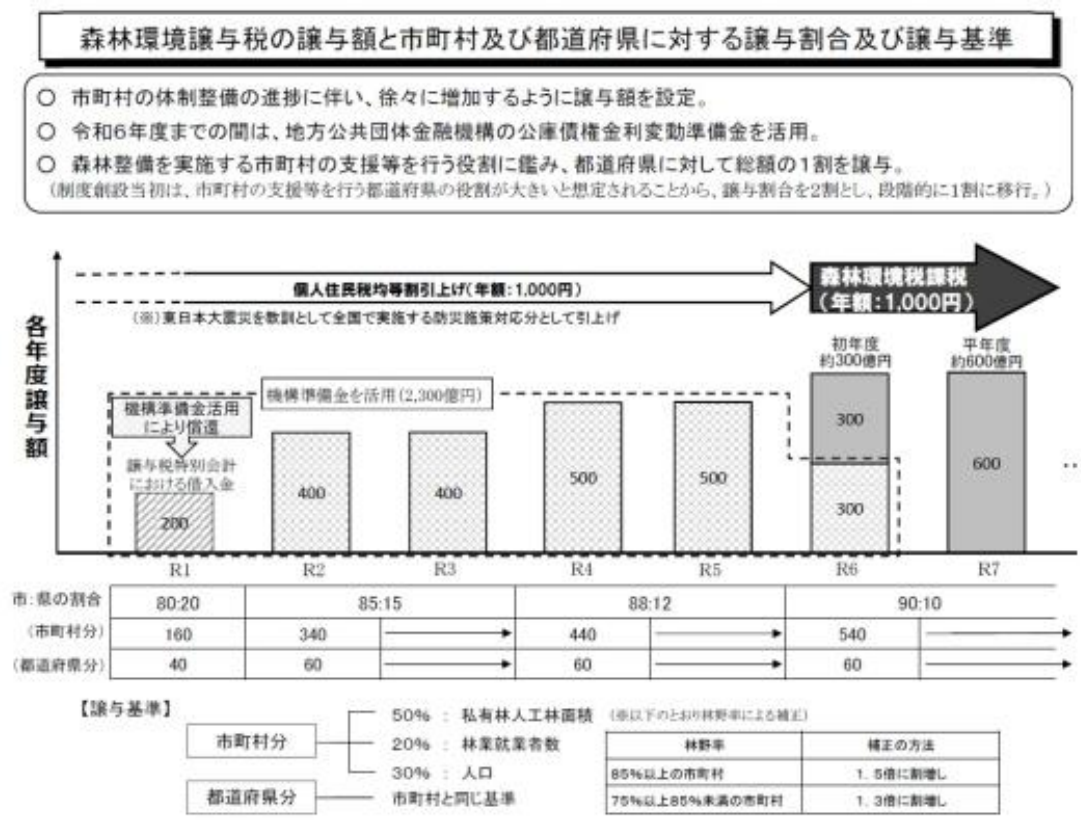 森林環境譲与税の譲与額と市町村及び都道府県に対する譲与割合及び譲与基準
○ 市町村の体制整備の進捗に伴い、徐々に増加するように譲与額を設定。
○ 令和6年度までの間は、地方公共団体金融機構の公庫債権金利変動準備金を活用。
○ 森林整備を実施する市町村の支援等を行う役割に鑑み、都道府県に対して総額の1割を譲与。
(制度創設当初は、市町村の支援等を行う都道府県の役割が大きいと想定されることから、譲与割合を2割とし、段階的に1割に移行。)
各年度譲与額
個人住民税均等割引上げ(年額:1,000円)
(※)東日本大震災を教訓として全国で実施する防災施策対応分として引上げ
森林環境税課税
(年額:1,000円)
初年度
約300億円
平年度
約600億円
機構準備金を活用(2,300億円)
機構準備金活用
により償還
譲与税特別会計
における借入金
200
400
400
500
500
300
300
600
‥
R1 R2 R3 R4 R5 R6 R7
市:県の割合 80:20 85:15 88:12 90:10
(市町村分) 160 340 440 540
(都道府県分) 40 60 60 60
【譲与基準】
市町村分
50% : 私有林人工林面積 (※以下のとおり林野率による補正)
20% : 林業就業者数
30% : 人口
都道府県分 市町村と同じ基準
林野率 補正の方法
85%以上の市町村 1.5倍に割増し
75%以上85%未満の市町村 1.3倍に割増し